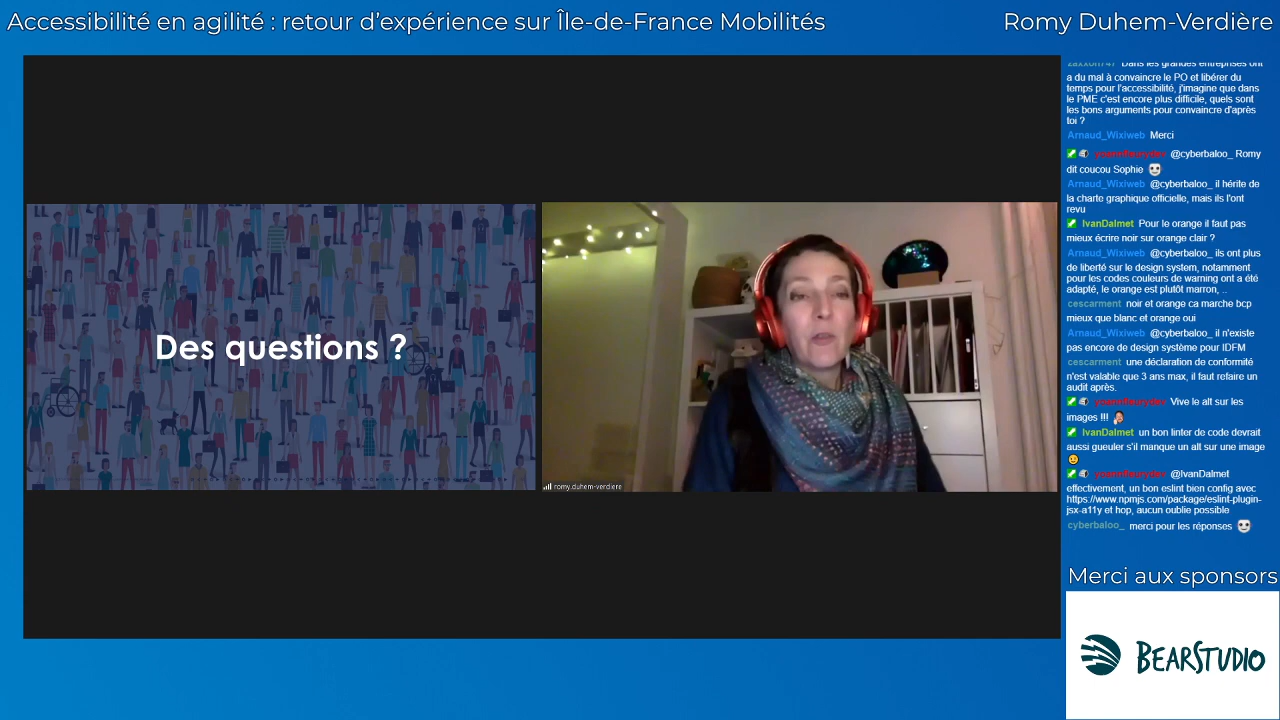 Accessibilité en agilité : retour d'expérience sur Île-de-France Mobilités
Romy Duhem-Verdière
Des questions ?
romy.duhem-verdiere
zaxxon747 Dans les grandes entreprises ont
a du mal à convaincre le PO et libérer du
temps pour l'accessibilité, j'imagine que dans
le PME c'est encore plus difficile, quels sont
les bons arguments pour convaincre d'après
toi ?
Arnaud_Wixiweb Merci
@cyberbaloo_ Romy
dit coucou Sophie
Arnaud_Wixiweb @cyberbaloo_ il hérite de
la charte graphique officielle, mais ils l'ont
revu
IvanDalmet Pour le orange il faut pas
mieux écrire noir sur orange clair ?
Arnaud_Wixiweb @cyberbaloo_ ils ont plus
de liberté sur le design system, notamment
pour les codes couleurs de warning ont a été
adapté, le orange est plutôt marron, ..
cescarment noir et orange ca marche bcp
mieux que blanc et orange oui
Arnaud_Wixiweb @cyberbaloo_ il n'existe
pas encore de design système pour IDFM
cescarment une déclaration de conformité
n'est valable que 3 ans max, il faut refaire un
audit après.
Vive le alt sur les
images !!!
IvanDalmet un bon linter de code devrait
aussi gueuler s'il manque un alt sur une image
@IvanDalmet
effectivement, un bon eslint bien config avec
https://www.npmjs.com/package/eslint-plugin-
jsx-a11y et hop, aucun oublie possible
cyberbaloo_ merci pour les réponses
Merci aux sponsors
BEARSTUDIO